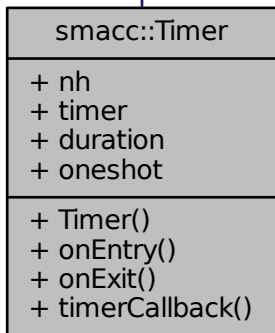 smacc::Timer
+ nh
+ timer
+ duration
+ oneshot
+ Timer()
+ onEntry()
+ onExit()
+ timerCallback()